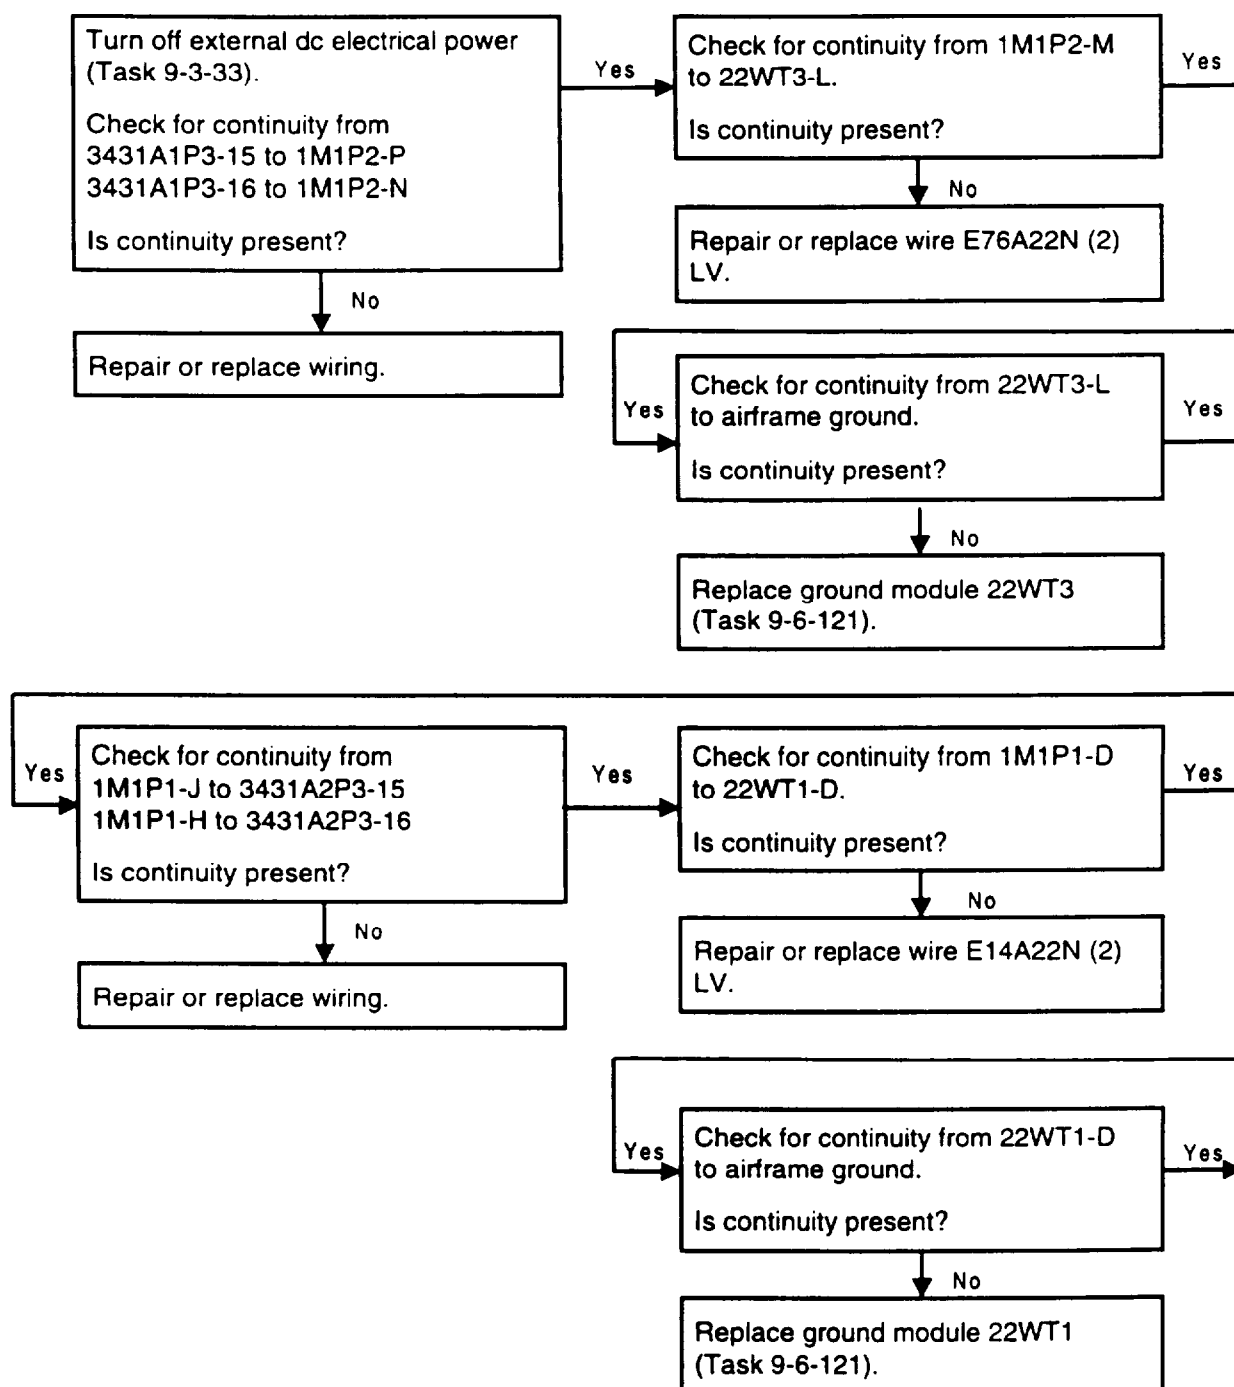 Turn off external dc electrical power
(Task 9-3-33).
Check for continuity from
3431A1P3-15 to 1M1P2-P
3431A1P3-16 to 1M1P2-N
Is continuity present?
Yes
Check for continuity from 1M1P2-M
to 22WT3-L.
Is continuity present?
Yes
No
Repair or replace wire E76A22N (2)
LV.
No
Repair or replace wiring.
Yes
Check for continuity from 22WT3-L
to airframe ground.
Is continuity present?
Yes
No
Replace ground module 22WT3
(Task 9-6-121).
Yes
Check for continuity from
1M1P1-J to 3431A2P3-15
1M1P1-H to 3431A2P3-16
Is continuity present?
Yes
Check for continuity from 1M1P1-D
to 22WT1-D.
Is continuity present?
Yes
No
Repair or replace wire E14A22N (2)
LV.
No
Repair or replace wiring.
Yes
Check for continuity from 22WT1-D
to airframe ground.
Is continuity present?
Yes
No
Replace ground module 22WT1
(Task 9-6-121).